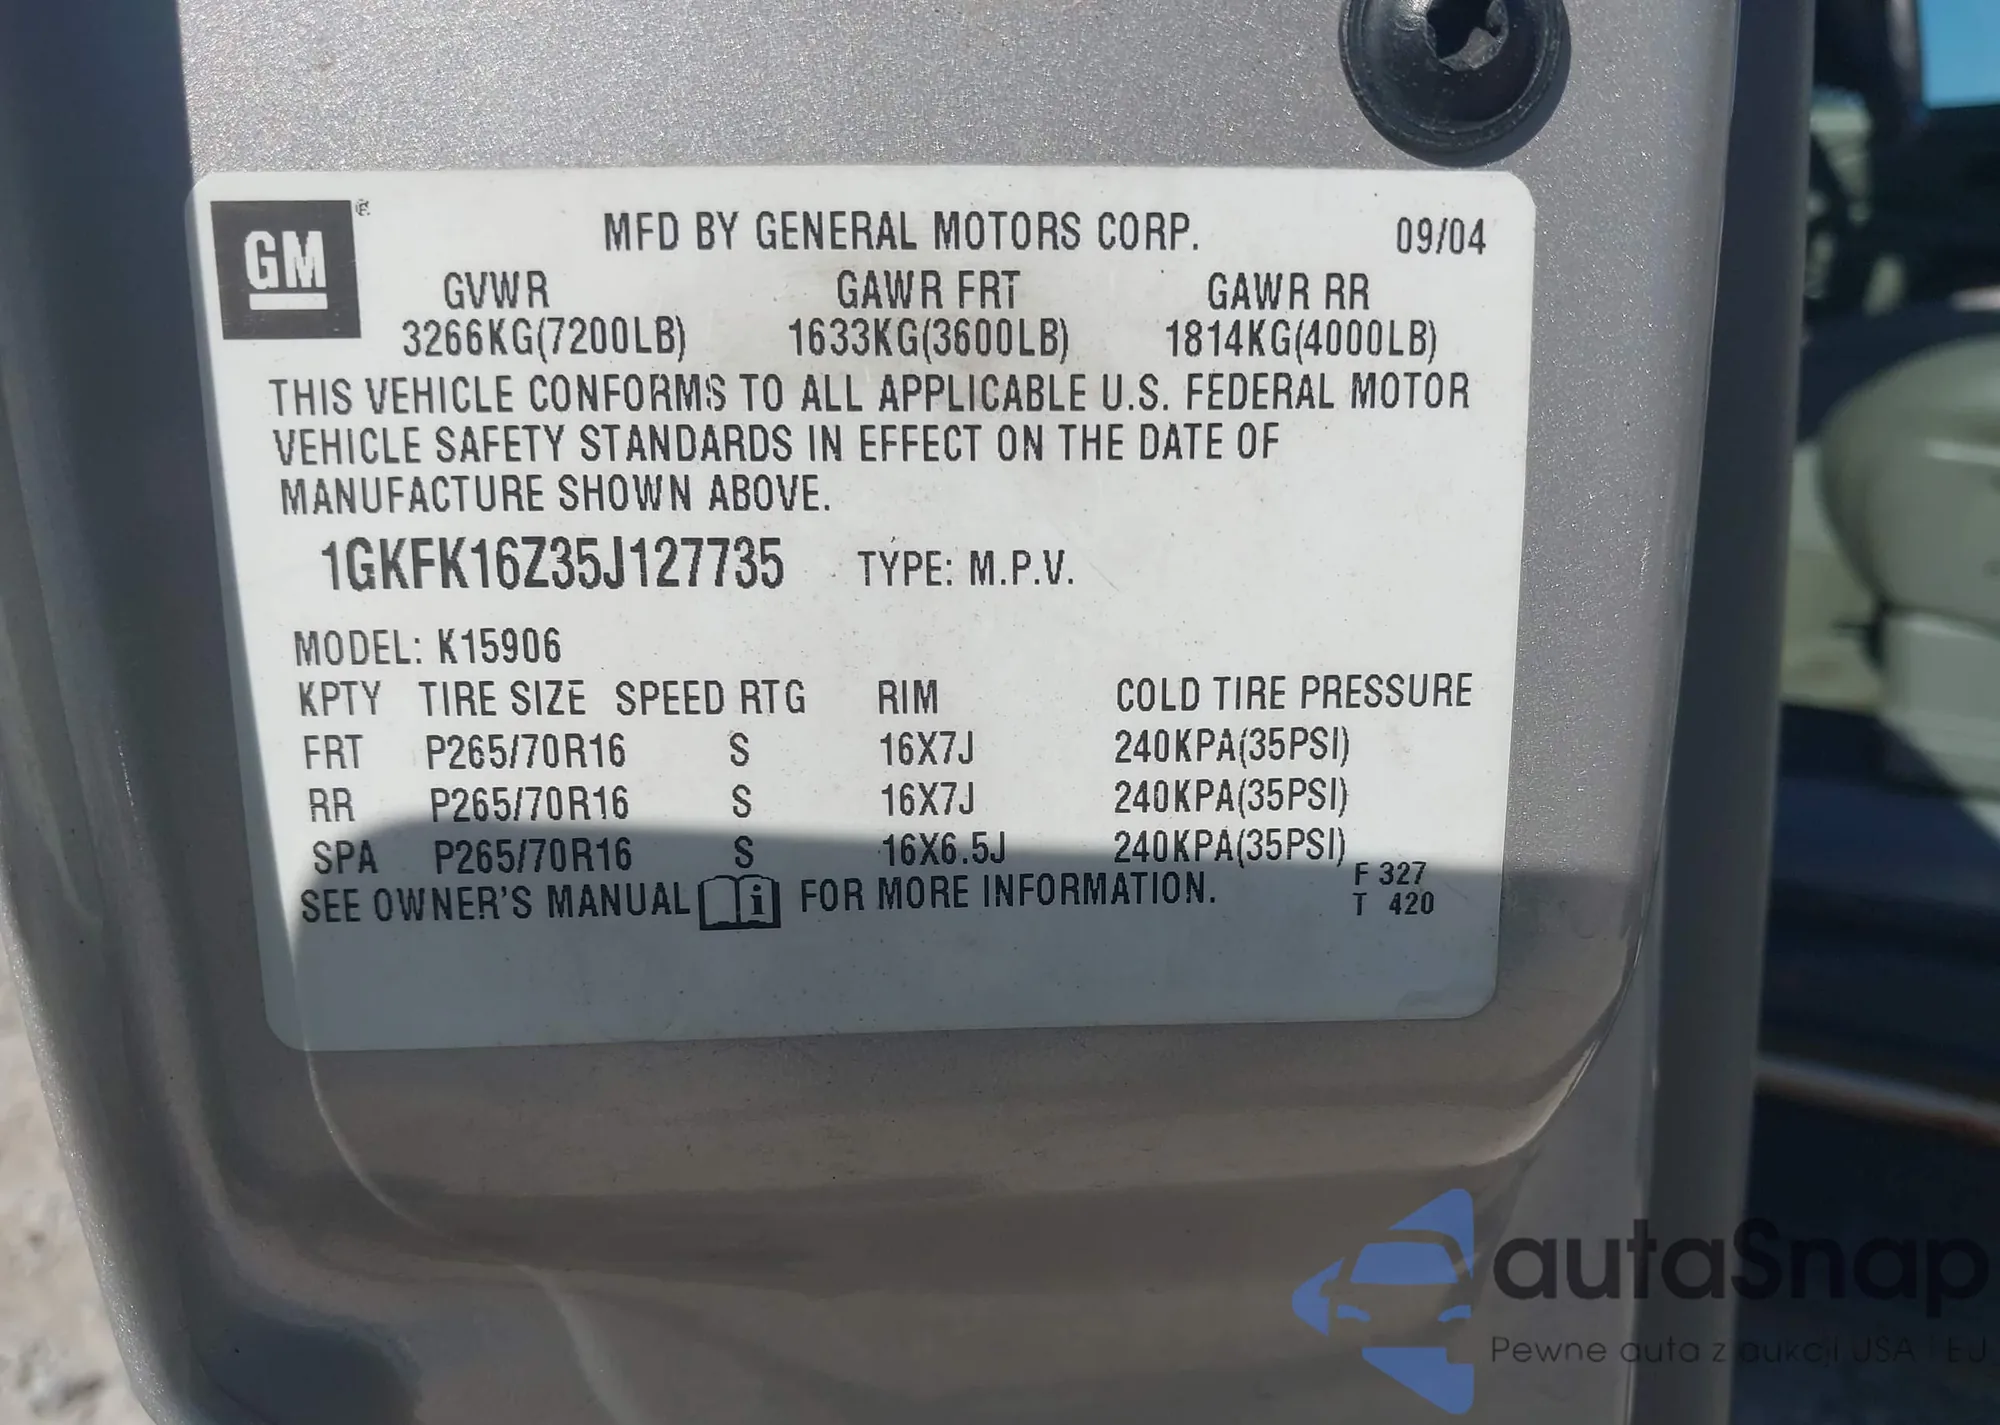 GM
MFD BY GENERAL MOTORS CORP. 09/04
GVWR GAWR FRT GAWR RR
3266KG(7200LB) 1633KG(3600LB) 1814KG(4000LB)
THIS VEHICLE CONFORMS TO ALL APPLICABLE U.S. FEDERAL MOTOR
VEHICLE SAFETY STANDARDS IN EFFECT ON THE DATE OF
MANUFACTURE SHOWN ABOVE.
1GKFK16Z35J127735 TYPE: M.P.V.
MODEL: K15906
KPTY TIRE SIZE SPEED RTG RIM COLD TIRE PRESSURE
FRT P265/70R16 S 16X7J 240KPA(35PSI)
RR P265/70R16 S 16X7J 240KPA(35PSI)
SPA P265/70R16 S 16X6.5J 240KPA(35PSI)
SEE OWNER'S MANUAL i FOR MORE INFORMATION.
F 327
T 420
autaSnap
Pewne auta z aukcji USA i EU